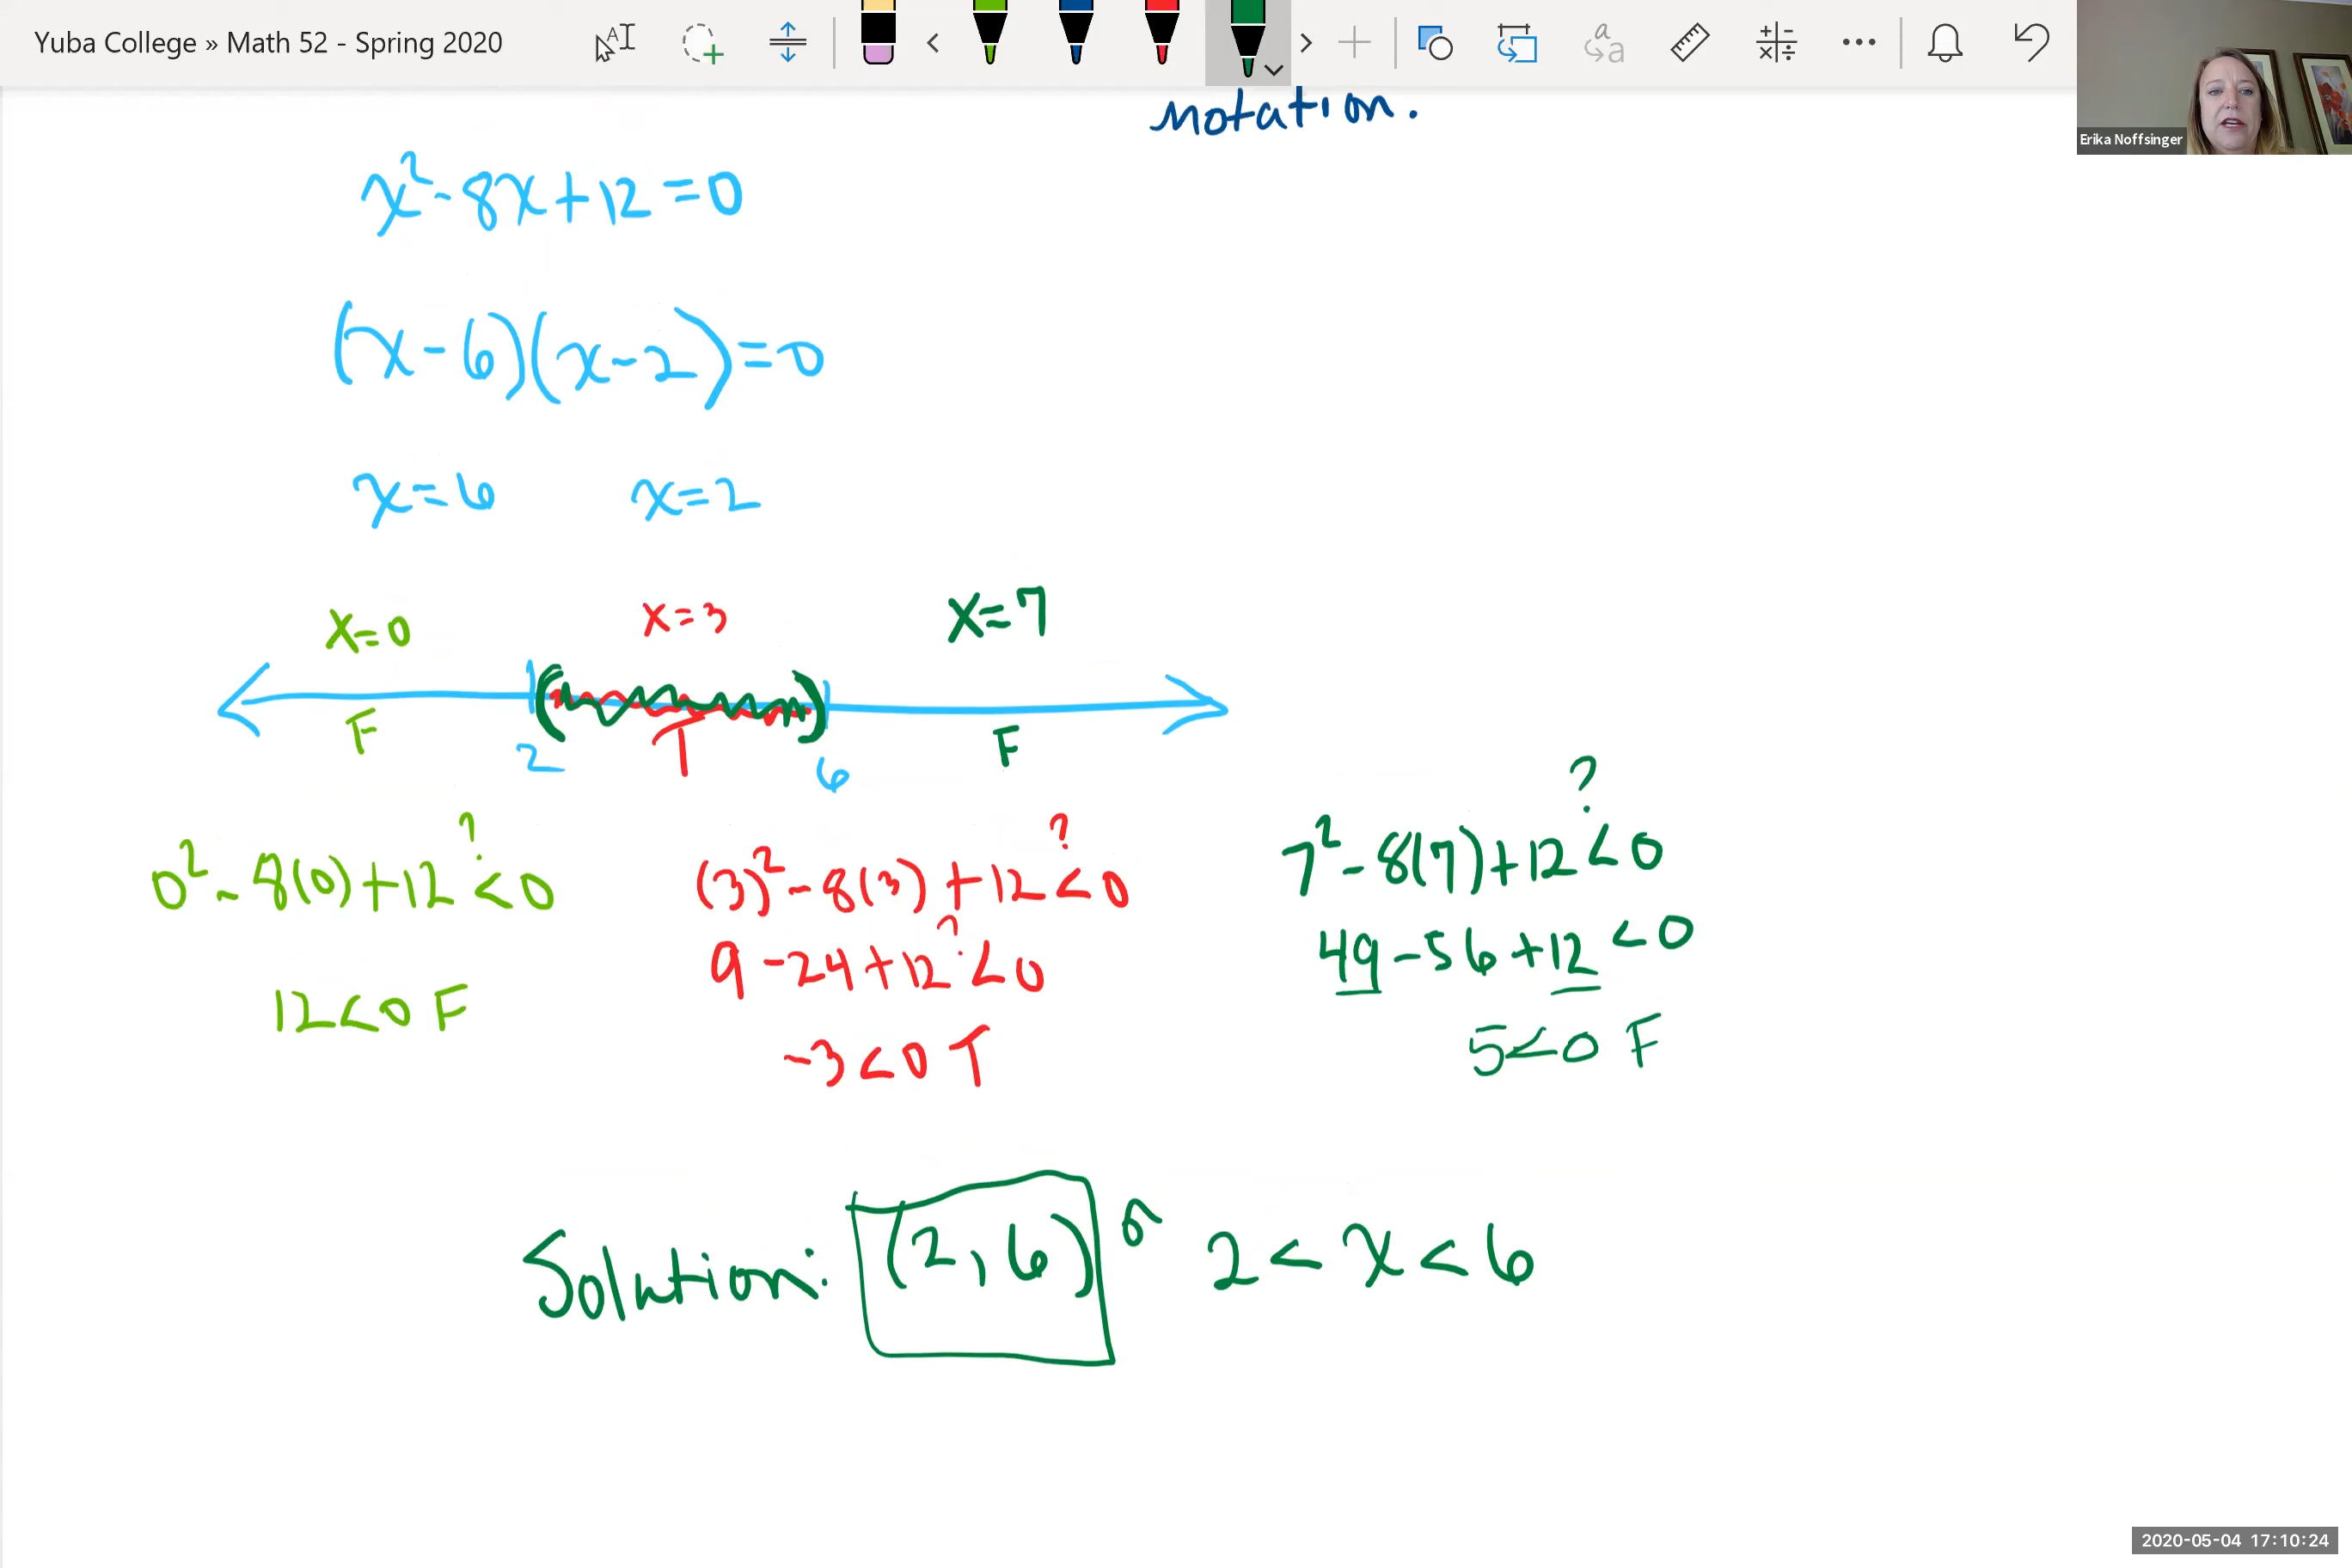 Yuba College » Math 52 - Spring 2020
Erika Noffsinger
notation.
x² - 8x + 12 = 0
(x - 6)(x - 2) = 0
x = 6 x = 2
x = 0 x = 3 x = 7
F T F
2 6
0² - 8(0) + 12 <? 0
12 < 0 F
(3)² - 8(3) + 12 <? 0
9 - 24 + 12 <? 0
-3 < 0 T
7² - 8(7) + 12 <? 0
49 - 56 + 12 < 0
5 < 0 F
Solution: (2, 6) or 2 < x < 6
2020-05-04 17:10:24